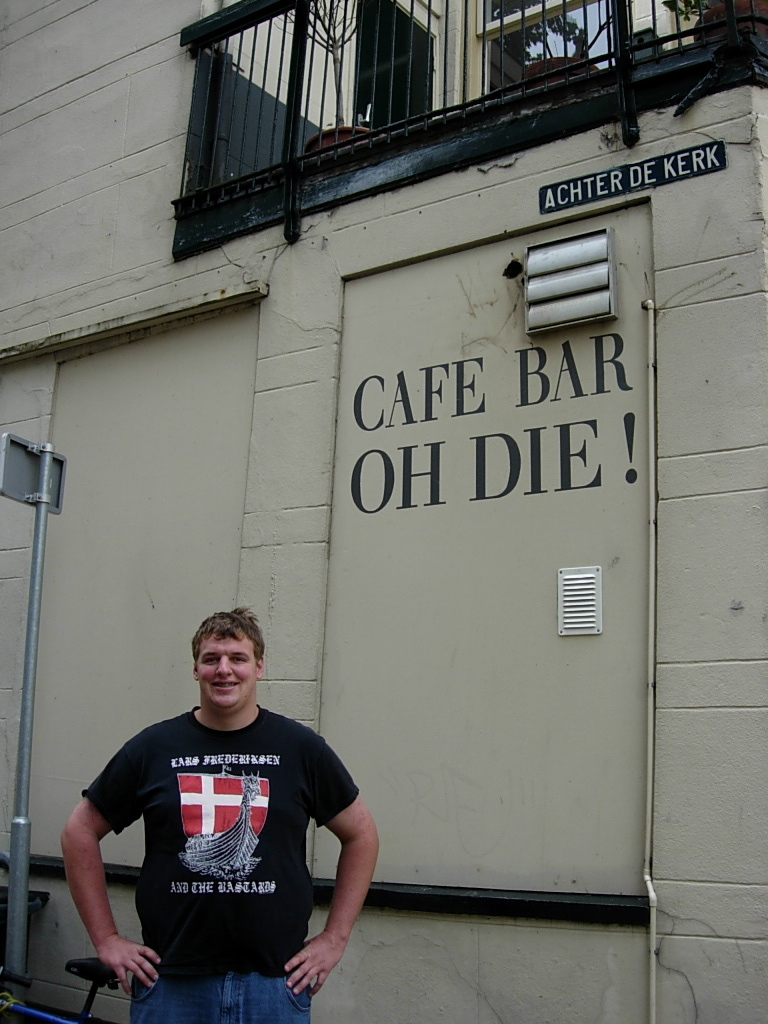 ACHTER DE KERK
CAFE BAR
OH DIE!
LARS FREDERIKSEN
AND THE BASTARDS